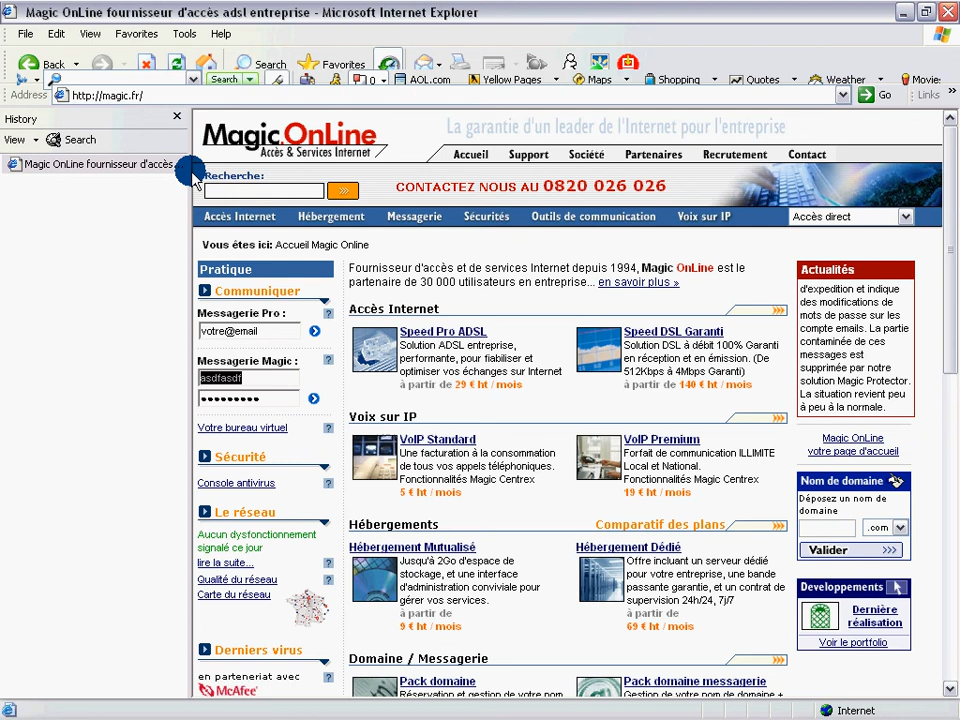 Magic OnLine fournisseur d'accès adsl entreprise - Microsoft Internet Explorer
File Edit View Favorites Tools Help
Back Search Favorites
Search 0 AOL.com Yellow Pages Maps Shopping Quotes Weather Movie
Address http://magic.fr/ Go Links
History
View Search
Magic OnLine fournisseur d'accès
Magic.OnLine
Accès & Services Internet
La garantie d'un leader de l'Internet pour l'entreprise
Accueil Support Société Partenaires Recrutement Contact
Recherche:
CONTACTEZ NOUS AU 0820 026 026
Accès Internet Hébergement Messagerie Sécurités Outils de communication Voix sur IP Accès direct
Vous êtes ici: Accueil Magic Online
Pratique
Communiquer
Messagerie Pro : ?
votre@email
Messagerie Magic : ?
asdfasdf
•••••••••
Votre bureau virtuel ?
Sécurité
Console antivirus ?
Le réseau
Aucun dysfonctement
signalé ce jour
lire la suite... ?
Qualité du réseau ?
Carte du réseau ?
Derniers virus
en partenariat avec ?
McAfee
Fournisseur d'accès et de services Internet depuis 1994, Magic OnLine est le
partenaire de 30 000 utilisateurs en entreprise... en savoir plus »
Accès Internet
Speed Pro ADSL
Solution ADSL entreprise,
performante, pour fiabiliser et
optimiser vos échanges sur Internet
à partir de 29 € ht / mois
Speed DSL Garanti
Solution DSL à débit 100% Garanti
en réception et en émission. (De
512Kbps à 4Mbps Garanti)
à partir de 140 € ht / mois
Voix sur IP
VoIP Standard
Une facturation à la consommation
de tous vos appels téléphoniques.
Fonctionnalités Magic Centrex
5 € ht / mois
VoIP Premium
Forfait de communication ILLIMITE
Local et National.
Fonctionnalités Magic Centrex
19 € ht / mois
Hébergements Comparatif des plans
Hébergement Mutualisé
Jusqu'à 2Go d'espace de
stockage, et une interface
d'administration conviviale pour
gérer vos services.
à partir de
9 € ht / mois
Hébergement Dédié
Offre incluant un serveur dédié
pour votre entreprise, une bande
passante garantie, et un contrat de
supervision 24h/24, 7j/7
à partir de
69 € ht / mois
Domaine / Messagerie
Pack domaine
Réservation et gestion de votre nom
Pack domaine messagerie
Gestion de votre nom de domaine +
Actualités
d'expedition et indique
des modifications de
mots de passe sur les
compte emails. La partie
contaminée de ces
messages est
supprimée par notre
solution Magic Protector.
La situation revient peu
à peu à la normale.
Magic OnLine
votre page d'accueil
Nom de domaine
Déposez un nom de
domaine
.com
Valider >>>
Developpements
Dernière
réalisation
Voir le portfolio
Internet